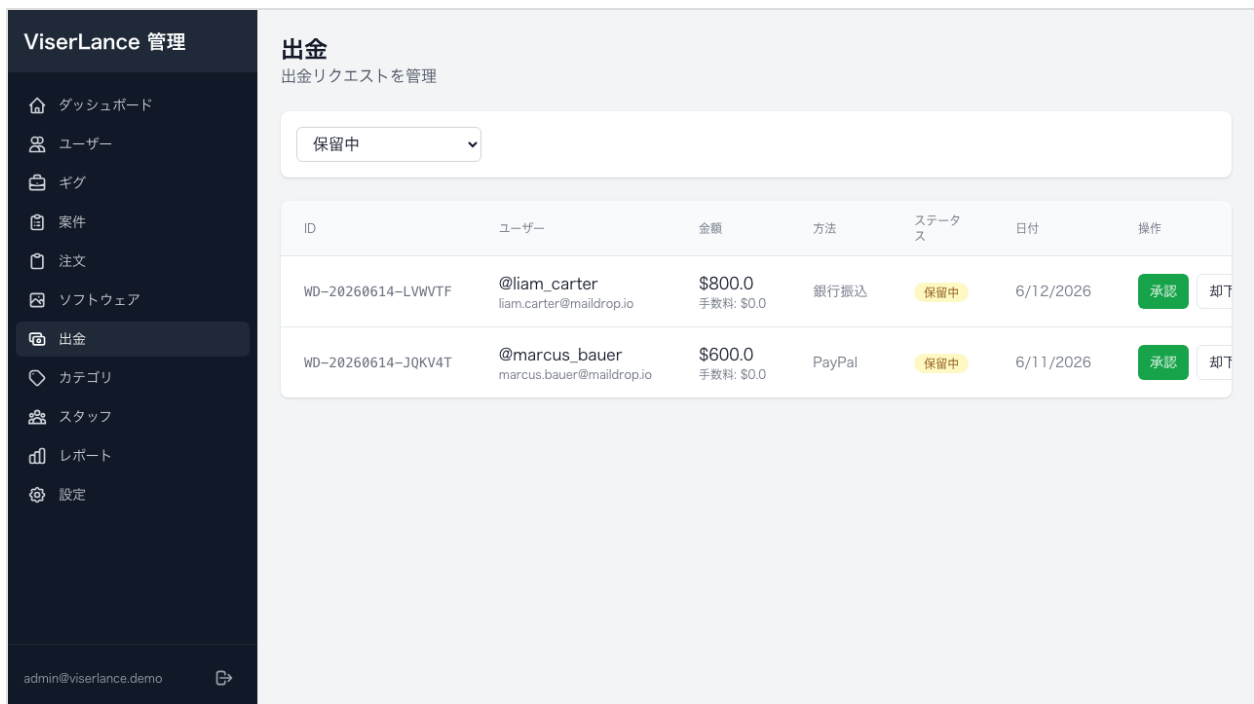 ViserLance 管理
ダッシュボード
ユーザー
ギグ
案件
注文
ソフトウェア
出金
カテゴリ
スタッフ
レポート
設定
admin@viserlance.demo
出金
出金リクエストを管理
保留中
ID ユーザー 金額 方法 ステータス 日付 操作
WD-20260614-LVWVTF @liam_carter $800.0 銀行振込 保留中 6/12/2026 承認 却下
liam.carter@maildrop.io 手数料: $0.0
WD-20260614-JQKV4T @marcus_bauer $600.0 PayPal 保留中 6/11/2026 承認 却下
marcus.bauer@maildrop.io 手数料: $0.0